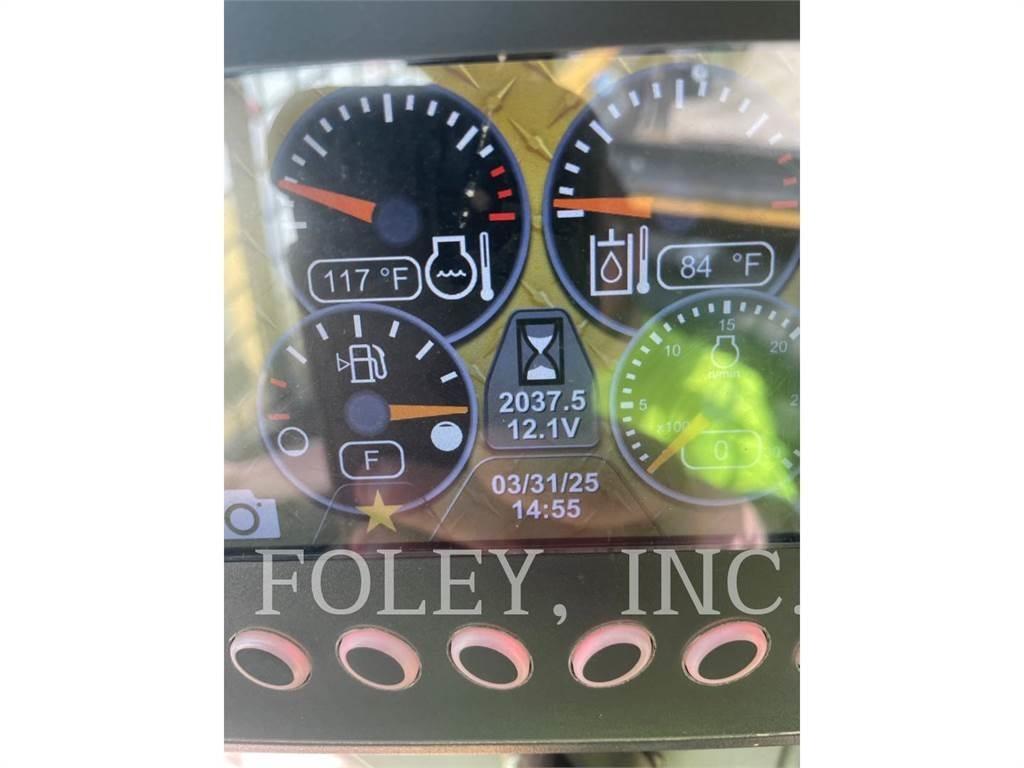 117 °F
84 °F
5
10
15
20
r/min
x100
0
F
2037.5
12.1V
03/31/25
14:55
FOLEY, INC.